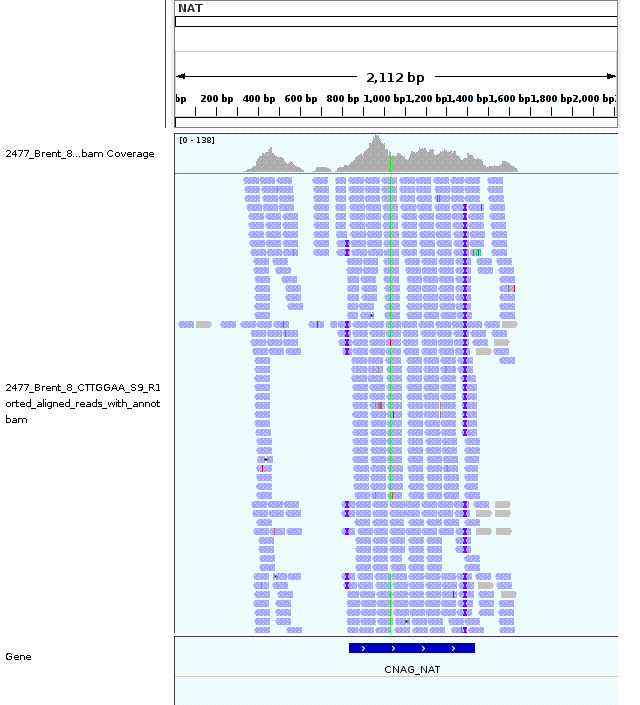 NAT
2,112 bp
bp 200 bp 400 bp 600 bp 800 bp 1,000 bp 1,200 bp 1,400 bp 1,600 bp 1,800 bp 2,000 bp
[0 - 138]
2477_Brent_8...bam Coverage
2477_Brent_8_CTTGGAA_S9_R1
orted_aligned_reads_with_annot
bam
Gene
CNAG_NAT